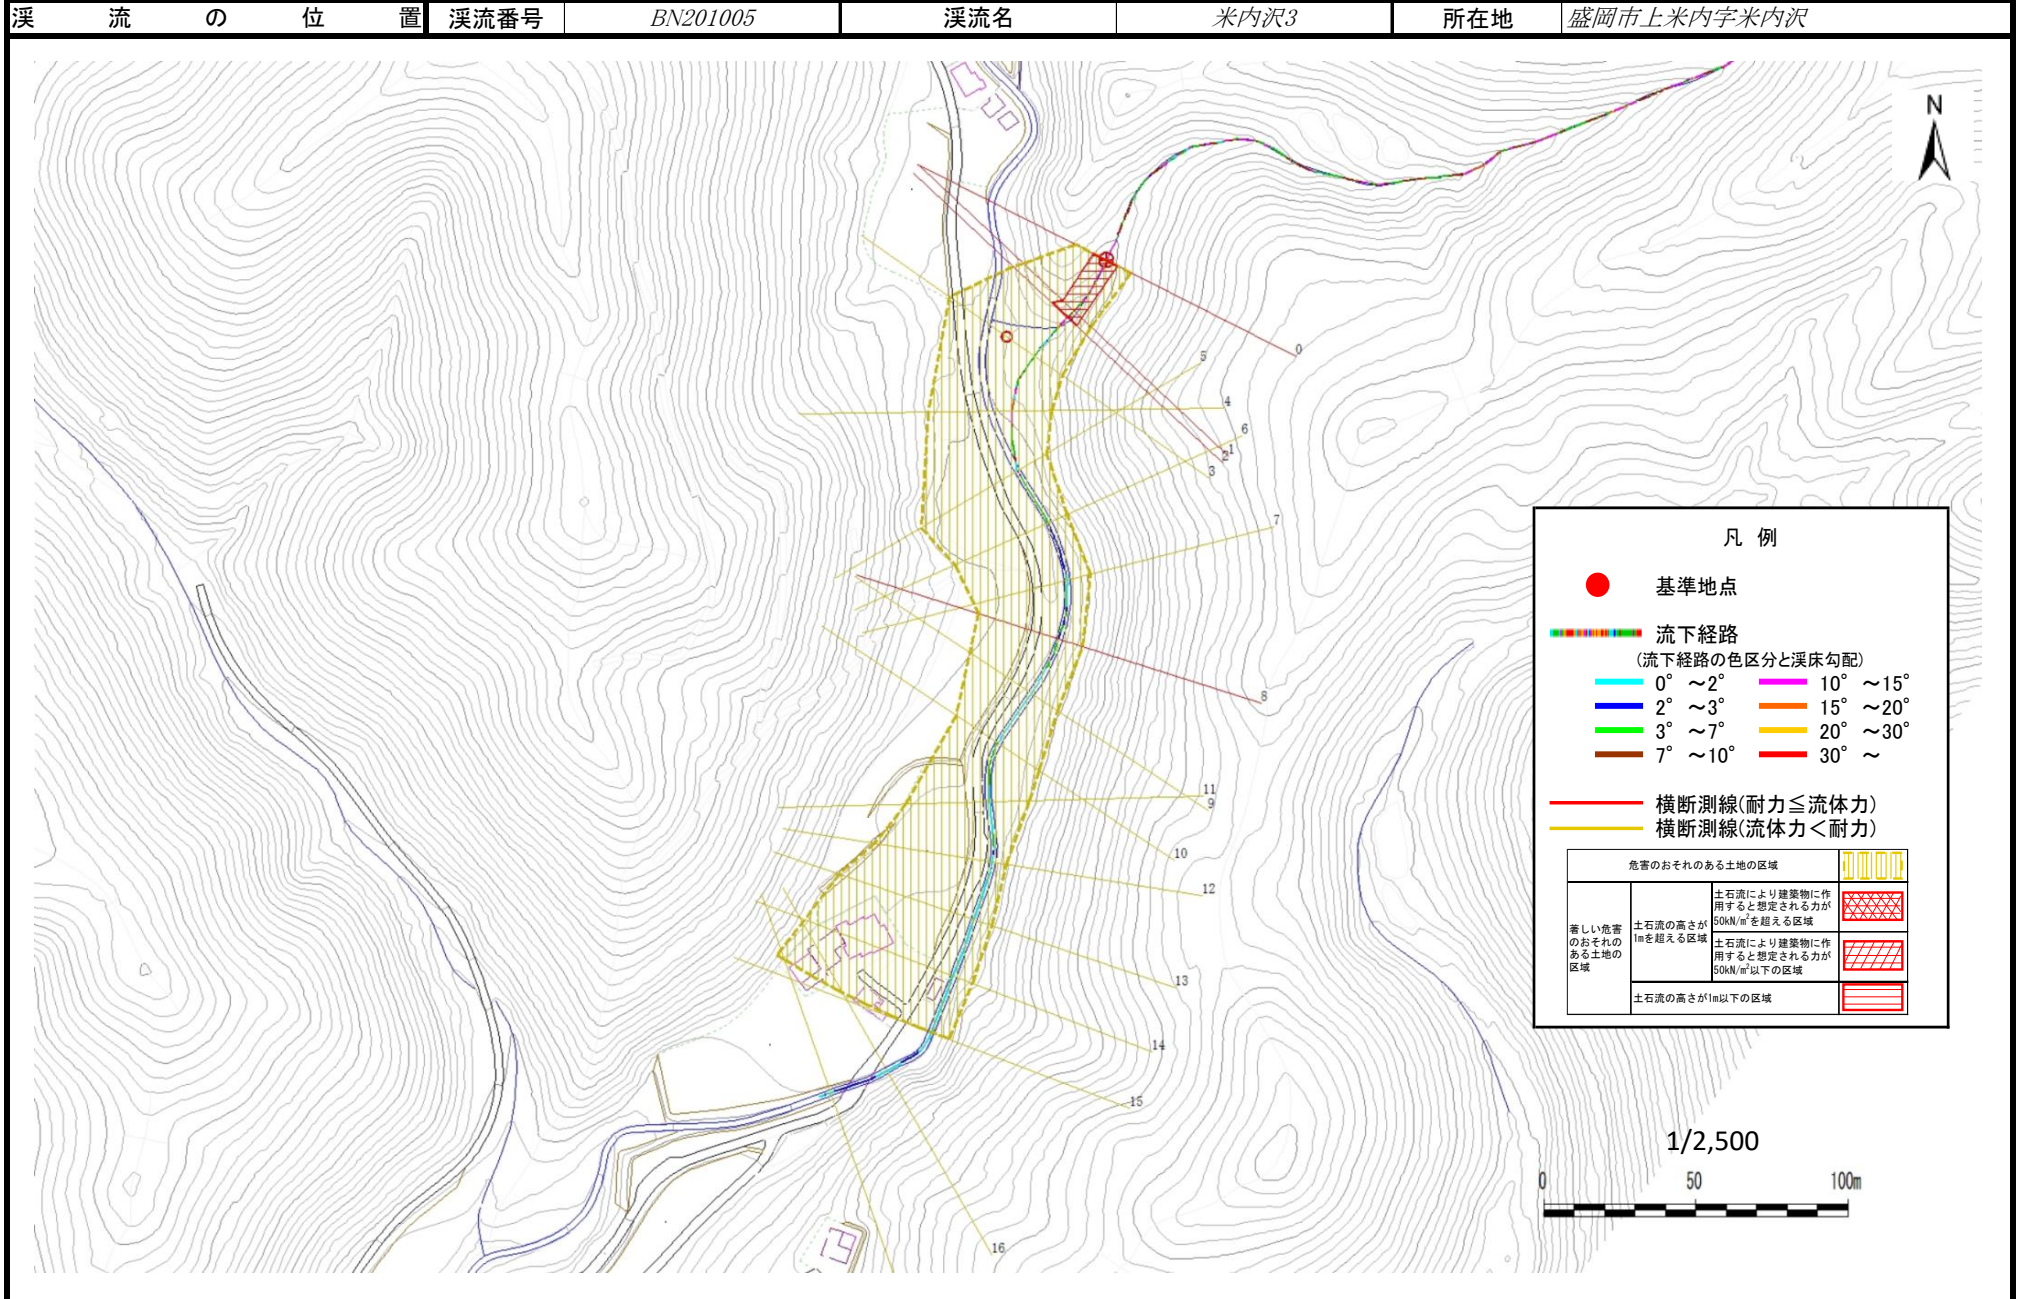 渓流の位置 渓流番号 BN201005 渓流名 米内沢3 所在地 盛岡市上米内字米内沢
N
0
5
4
6
1
2
3
7
8
11
9
10
12
13
14
15
16
凡 例
基準地点
流下経路
(流下経路の色区分と渓床勾配)
0° ～2° 10° ～15°
2° ～3° 15° ～20°
3° ～7° 20° ～30°
7° ～10° 30° ～
横断測線(耐力≦流体力)
横断測線(流体力＜耐力)
危害のおそれのある土地の区域
著しい危害
のおそれの
ある土地の
区域
土石流の高さが
1mを超える区域
土石流により建築物に作
用すると想定される力が
50kN/㎡を超える区域
土石流により建築物に作
用すると想定される力が
50kN/㎡以下の区域
土石流の高さが1m以下の区域
1/2,500
0 50 100m